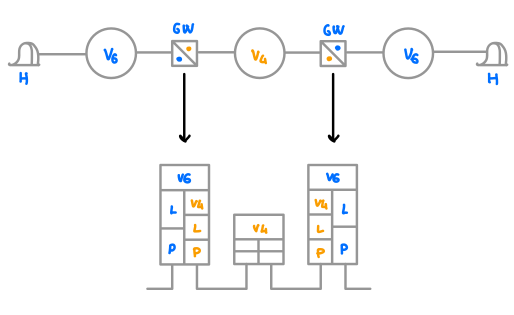 GW GW
V6 V4 V6
H H
V6 V6
L V4 V4 L
L V4 L
P P P P